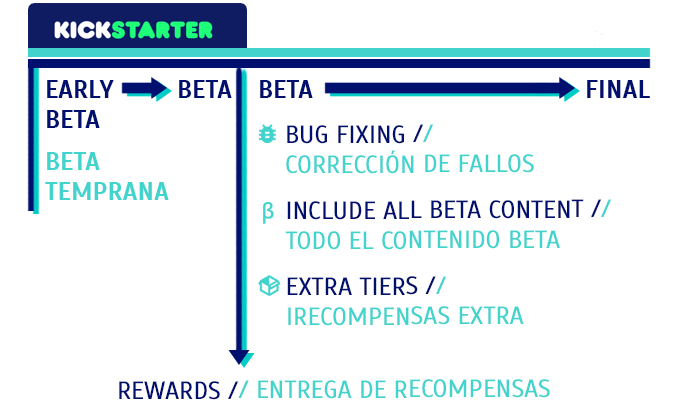 KICKSTARTER
EARLY BETA BETA FINAL
BETA
BETA
TEMPRANA
β BUG FIXING //
CORRECCIÓN DE FALLOS
β INCLUDE ALL BETA CONTENT //
TODO EL CONTENIDO BETA
EXTRA TIERS //
IRECOMPENSAS EXTRA
REWARDS // ENTREGA DE RECOMPENSAS